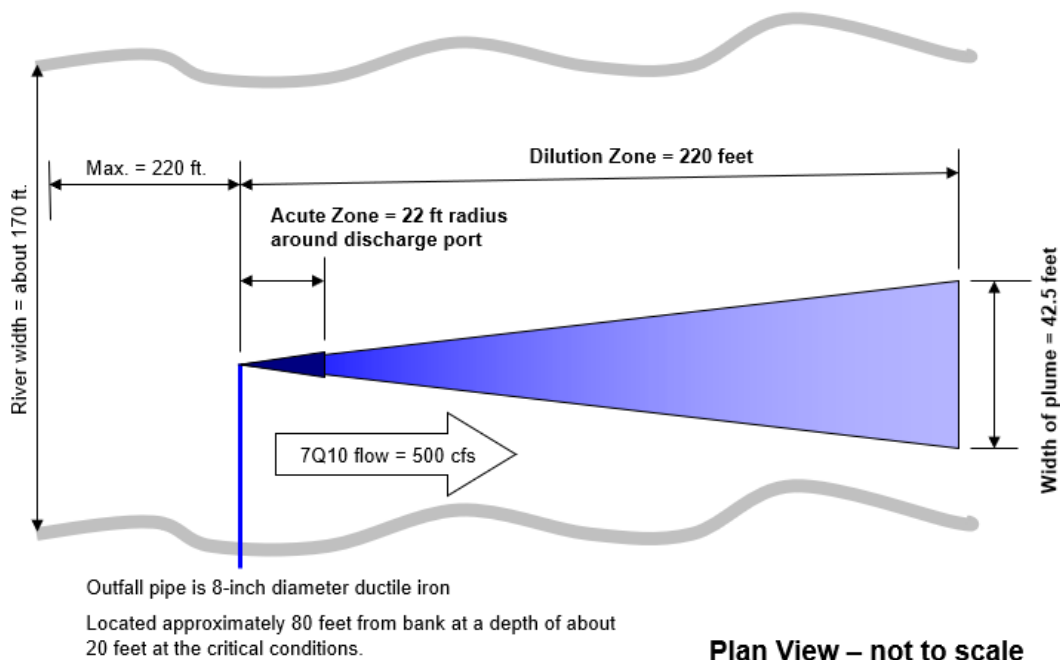 Max. = 220 ft.
Dilution Zone = 220 feet
Acute Zone = 22 ft radius
around discharge port
River width = about 170 ft.
Width of plume = 42.5 feet
7Q10 flow = 500 cfs
Outfall pipe is 8-inch diameter ductile iron
Located approximately 80 feet from bank at a depth of about
20 feet at the critical conditions.
Plan View – not to scale